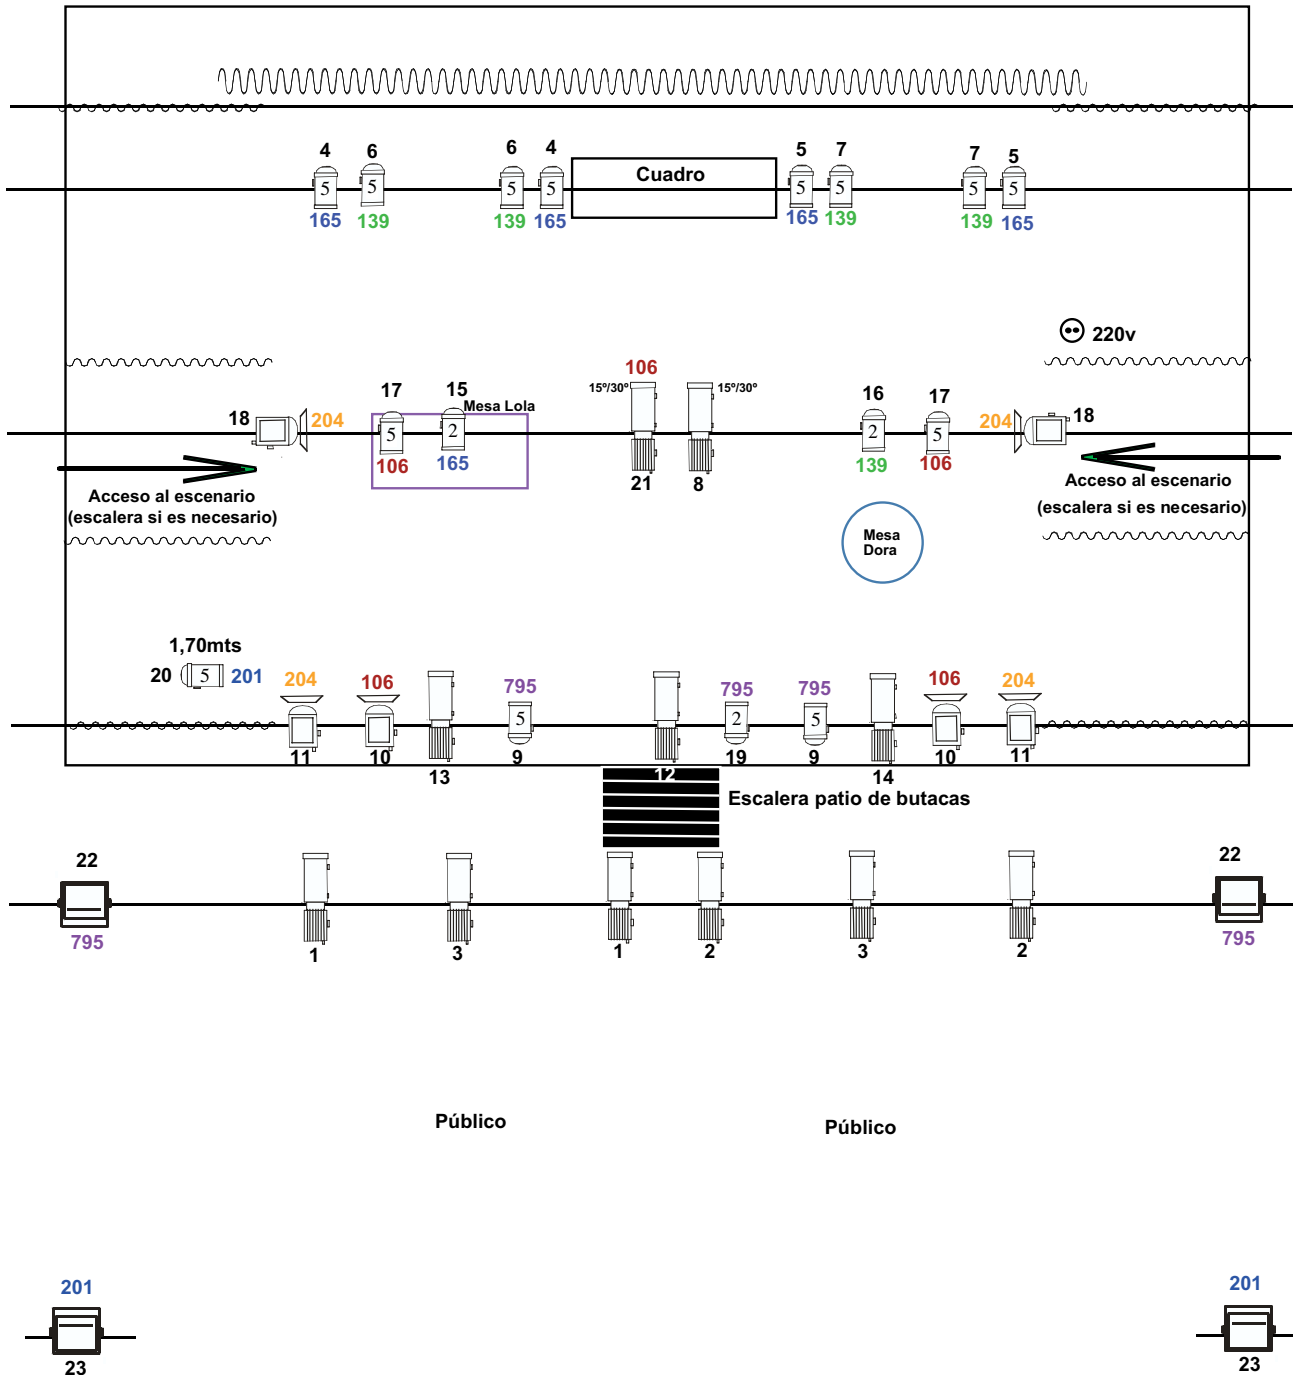 4 6 6 4 5 7 7 5
Cuadro
5 5 5 5 5 5 5 5
165 139 139 165 165 139 139 165
220v
106
15º/30º 15º/30º
17 15 16 17
Mesa Lola
18 204 204 18
5 2 2 5
106 165 139 106
21 8
Acceso al escenario
(escalera si es necesario)
Acceso al escenario
(escalera si es necesario)
Mesa
Dora
1,70mts
20 5 201
204 106 795 795 795 106 204
5 2 5
11 10 9 19 9 10 11
13 12 14
Escalera patio de butacas
22 22
795 795
1 3 1 2 3 2
Público Público
201 201
23 23